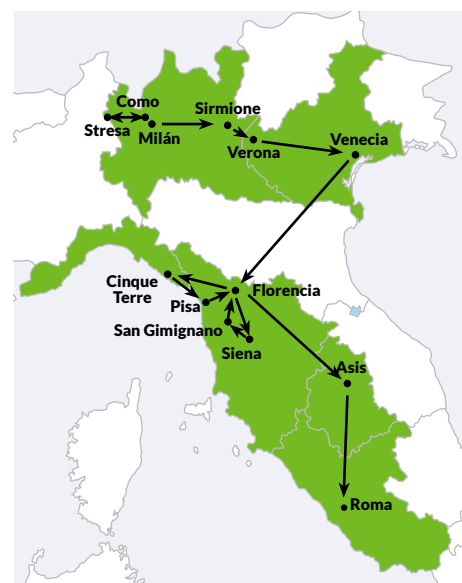 Como
Sirmione
Stresa
Milán
Verona
Venecia
Cinque
Terre
Florencia
Pisa
San Gimignano
Siena
Asis
Roma